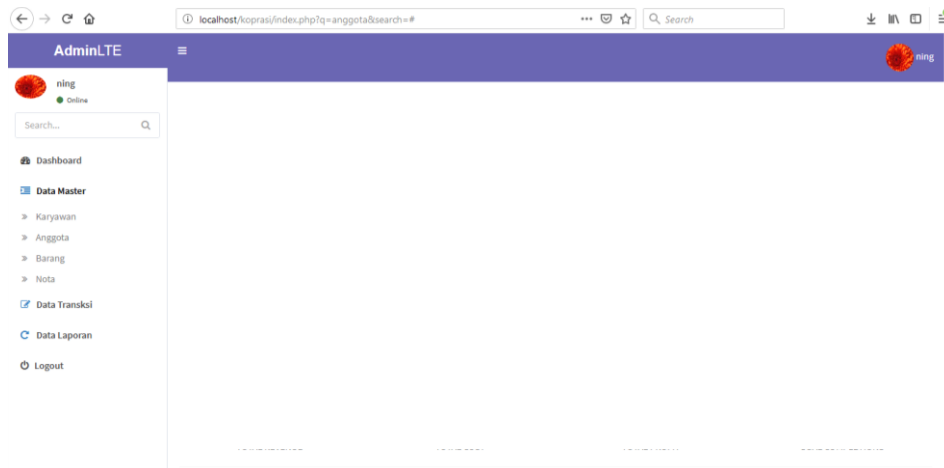 localhost/koprasi/index.php?q=anggota&search=#
Search
AdminLTE
ning
ning
Online
Search...
Dashboard
Data Master
Karyawan
Anggota
Barang
Nota
Data Transksi
Data Laporan
Logout